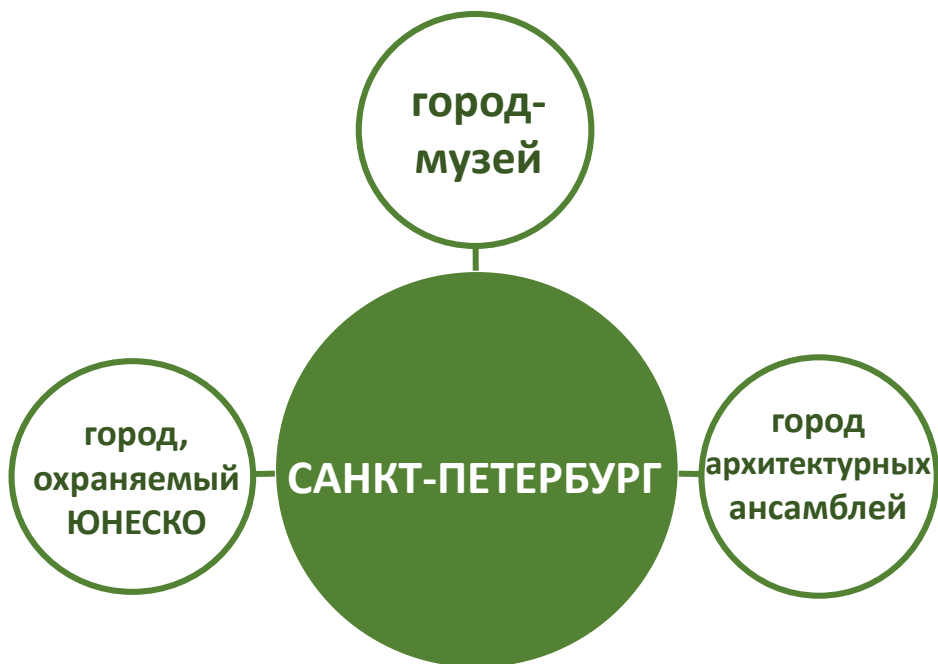 город-
музей
город,
охраняемый
ЮНЕСКО
САНКТ-ПЕТЕРБУРГ
город
архитектурных
ансамблей